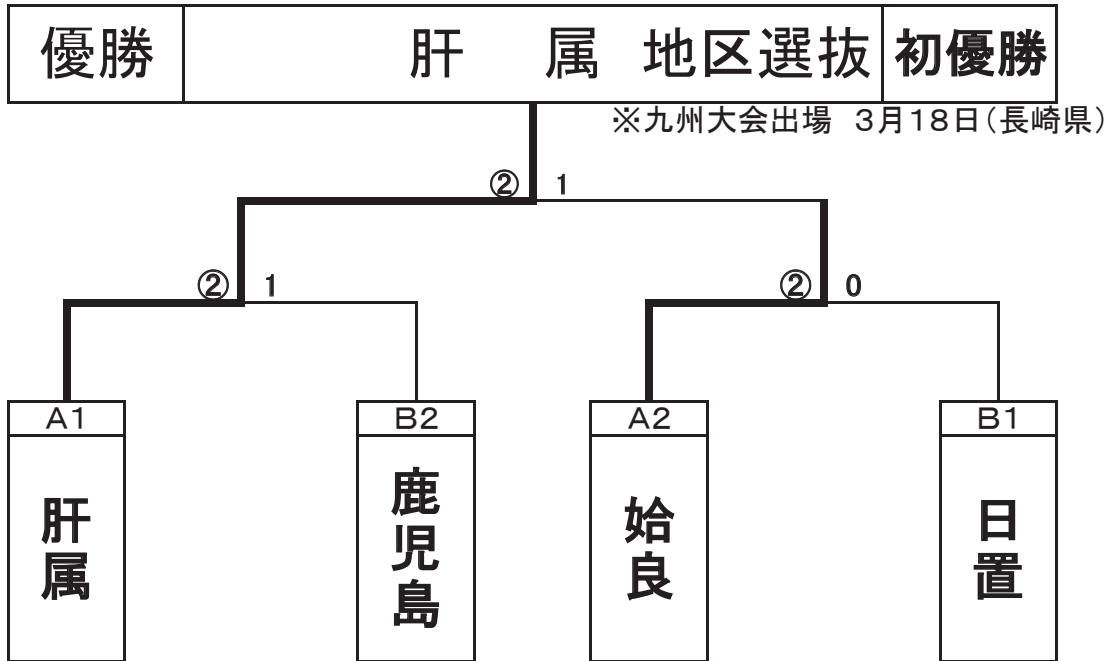 優勝 肝 属 地区選抜 初優勝
※九州大会出場 3月18日(長崎県)
② 1
② 1 ② 0
A1 B2 A2 B1
肝属 鹿児島 姶良 日置